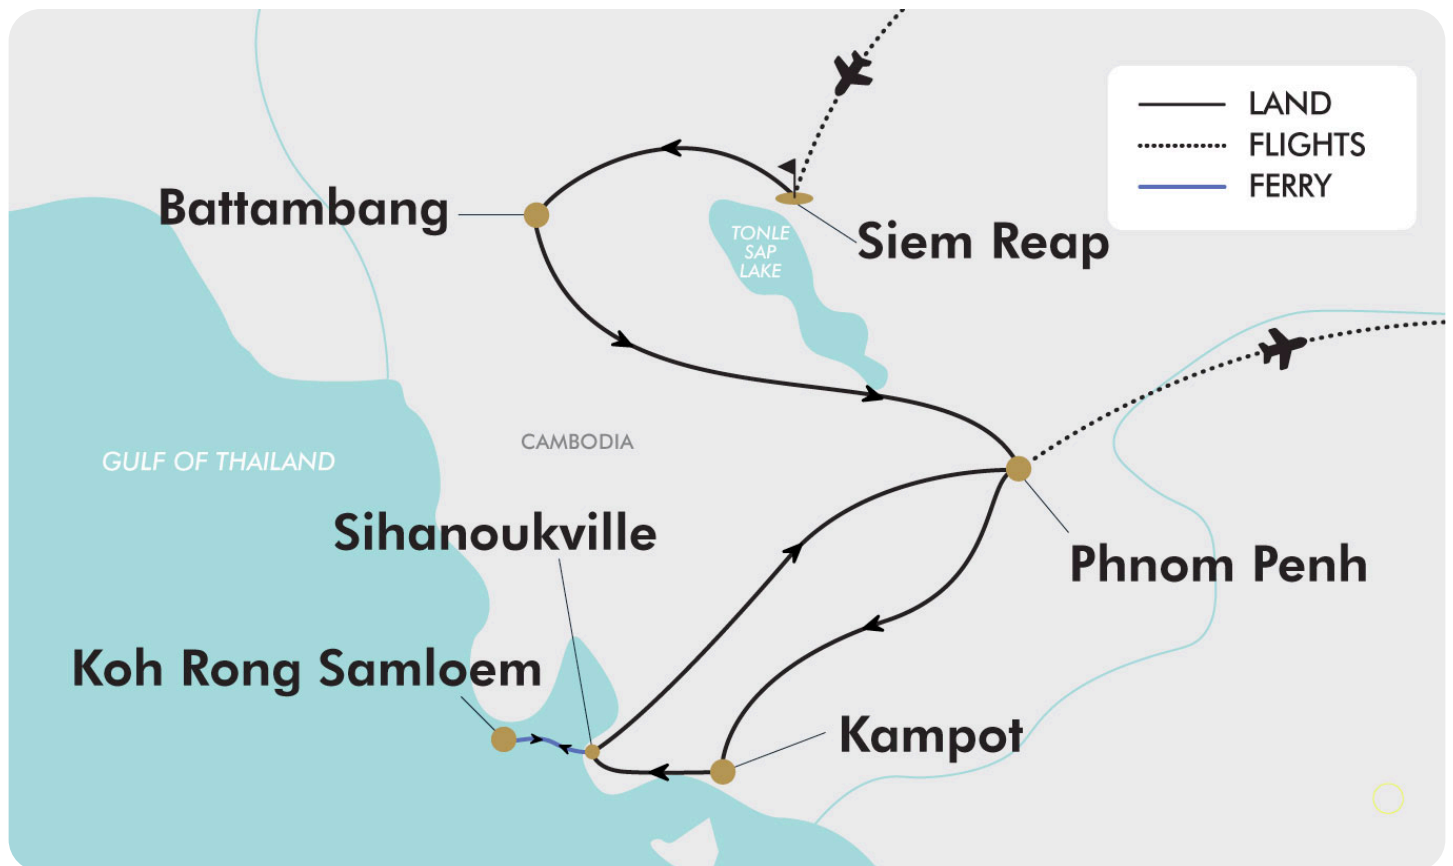 LAND
FLIGHTS
FERRY
Battambang
Siem Reap
TONLE
SAP
LAKE
CAMBODIA
GULF OF THAILAND
Sihanoukville
Phnom Penh
Koh Rong Samloem
Kampot